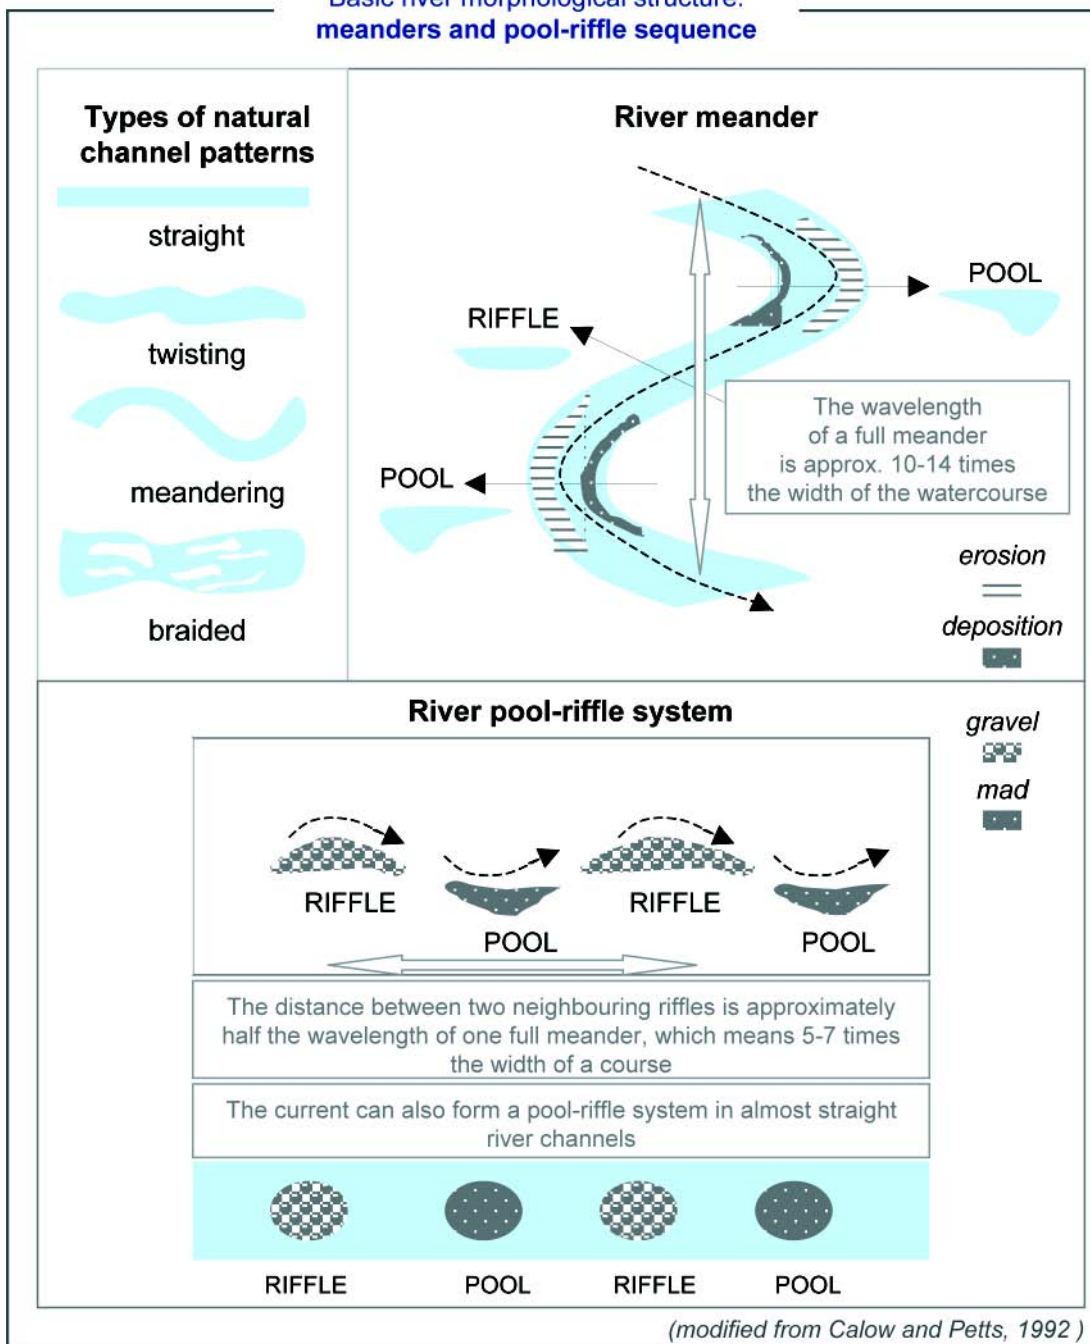 Basic river morphological structure:
meanders and pool-riffle sequence
Types of natural
channel patterns
straight
twisting
meandering
braided
River meander
POOL
RIFFLE
The wavelength
of a full meander
is approx. 10-14 times
the width of the watercourse
POOL
erosion
deposition
gravel
mad
River pool-riffle system
RIFFLE
POOL
RIFFLE
POOL
The distance between two neighbouring riffles is approximately
half the wavelength of one full meander, which means 5-7 times
the width of a course
The current can also form a pool-riffle system in almost straight
river channels
RIFFLE
POOL
RIFFLE
POOL
(modified from Calow and Petts, 1992 )